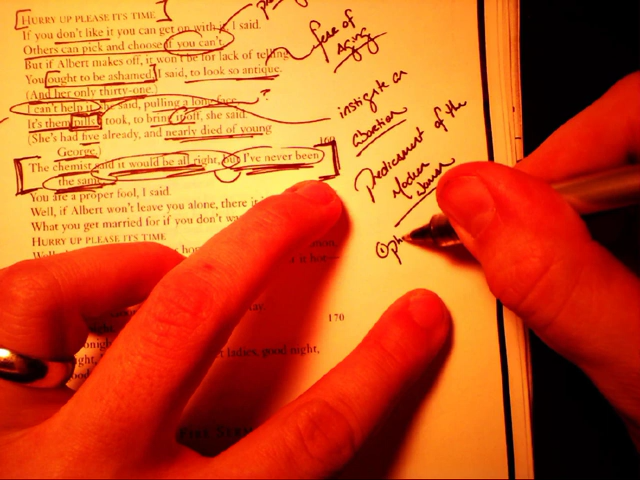 HURRY UP PLEASE ITS TIME
If you don't like it you can get on with it, I said.
Others can pick and choose if you can't.
But if Albert makes off, it won't be for lack of telling.
You ought to be ashamed, I said, to look so antique.
(And her only thirty-one.)
I can't help it, she said, pulling a long face,
It's them pills I took, to bring it off, she said.
(She's had five already, and nearly died of young
George.) 160
The chemist said it would be all right, but I've never been
the same.
You are a proper fool, I said.
Well, if Albert won't leave you alone, there it
What you get married for if you don't wa
HURRY UP PLEASE ITS TIME
170
ladies, good night,
fere of
Aging
?
instigate an
abortion
Predicament of the
Modern
①ph